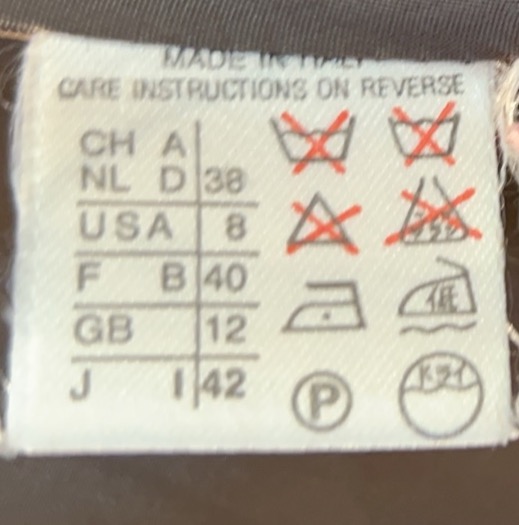 MADE IN ITALY
CARE INSTRUCTIONS ON REVERSE
CH A
NL D 38
USA 8
F B 40
GB 12
J I 42
低
P
ドライ